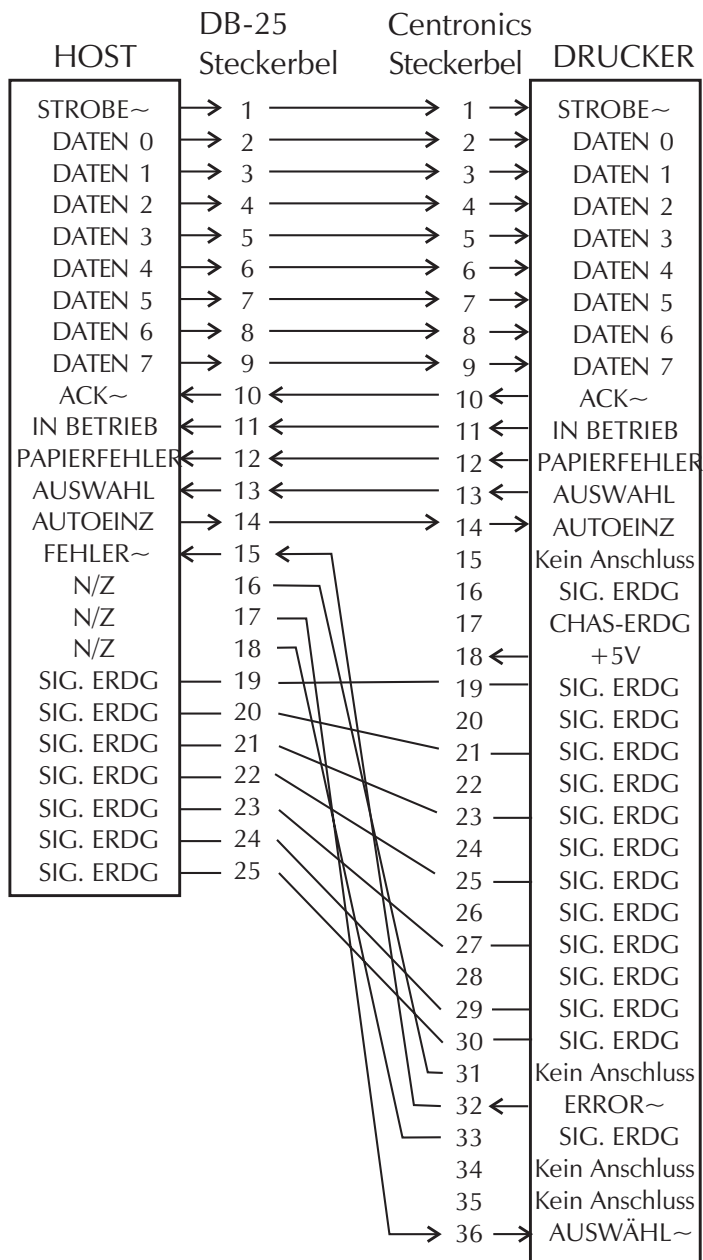 DB-25 Centronics
HOST Steckerbel Steckerbel DRUCKER
STROBE~ 1 1 STROBE~
DATEN 0 2 2 DATEN 0
DATEN 1 3 3 DATEN 1
DATEN 2 4 4 DATEN 2
DATEN 3 5 5 DATEN 3
DATEN 4 6 6 DATEN 4
DATEN 5 7 7 DATEN 5
DATEN 6 8 8 DATEN 6
DATEN 7 9 9 DATEN 7
ACK~ 10 10 ACK~
IN BETRIEB 11 11 IN BETRIEB
PAPIERFEHLER 12 12 PAPIERFEHLER
AUSWAHL 13 13 AUSWAHL
AUTOEINZ 14 14 AUTOEINZ
FEHLER~ 15 15 Kein Anschluss
N/Z 16 16 SIG. ERDG
N/Z 17 17 CHAS-ERDG
N/Z 18 18 +5V
SIG. ERDG 19 19 SIG. ERDG
SIG. ERDG 20 20 SIG. ERDG
SIG. ERDG 21 21 SIG. ERDG
SIG. ERDG 22 22 SIG. ERDG
SIG. ERDG 23 23 SIG. ERDG
SIG. ERDG 24 24 SIG. ERDG
SIG. ERDG 25 25 SIG. ERDG
26 SIG. ERDG
27 SIG. ERDG
28 SIG. ERDG
29 SIG. ERDG
30 SIG. ERDG
31 Kein Anschluss
32 ERROR~
33 SIG. ERDG
34 Kein Anschluss
35 Kein Anschluss
36 AUSWÄHL~